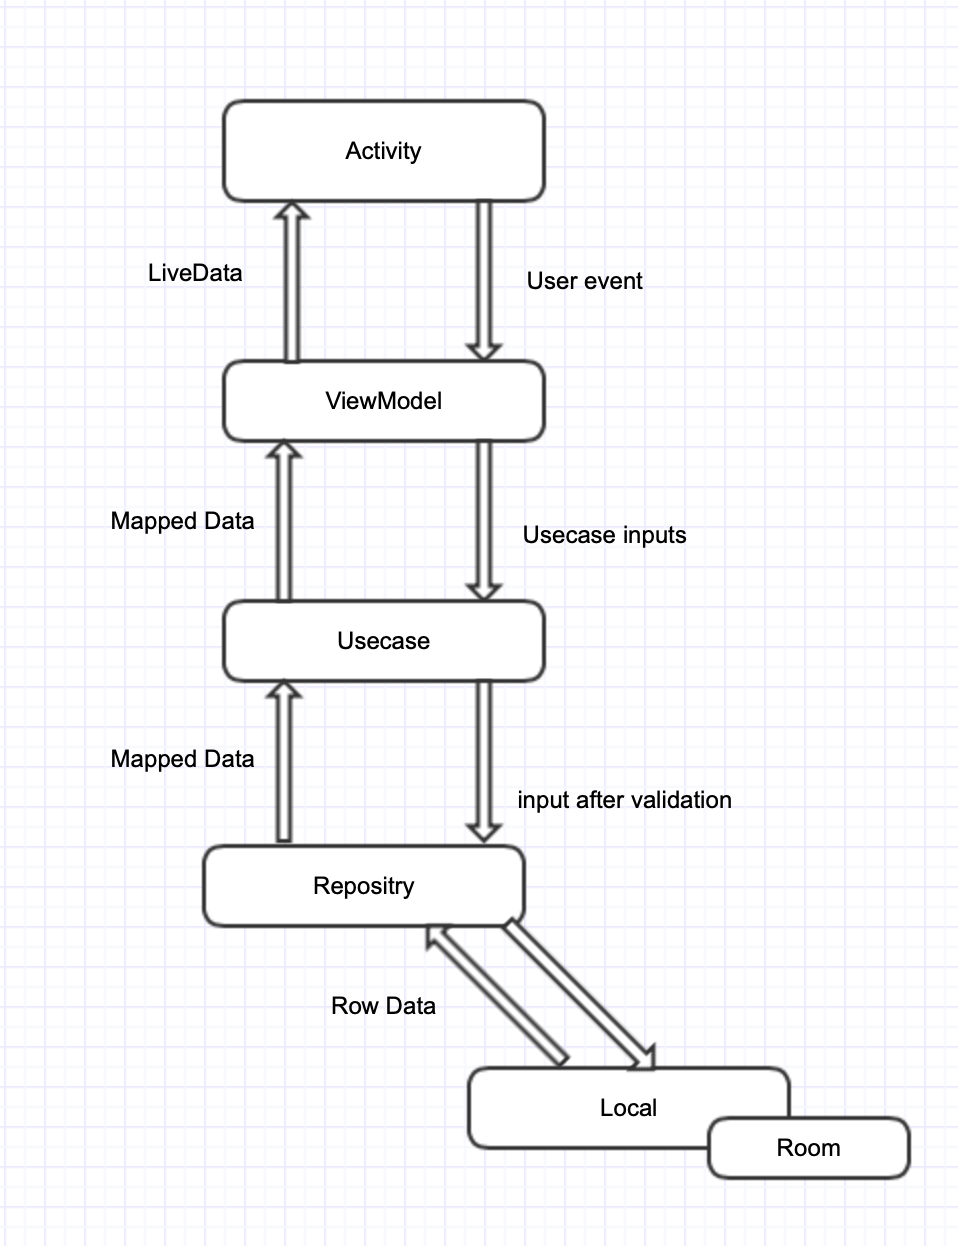 Activity
LiveData
User event
ViewModel
Mapped Data
Usecase inputs
Usecase
Mapped Data
input after validation
Repositry
Row Data
Local
Room